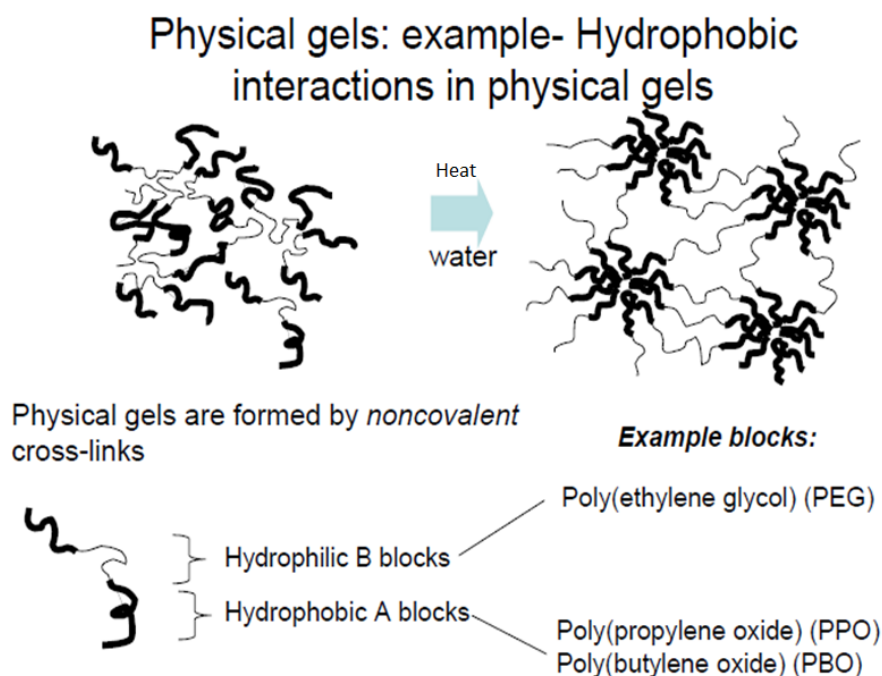 Physical gels: example- Hydrophobic
interactions in physical gels
Heat
water
Physical gels are formed by noncovalent
cross-links
Example blocks:
Poly(ethylene glycol) (PEG)
Hydrophilic B blocks
Hydrophobic A blocks
Poly(propylene oxide) (PPO)
Poly(butylene oxide) (PBO)